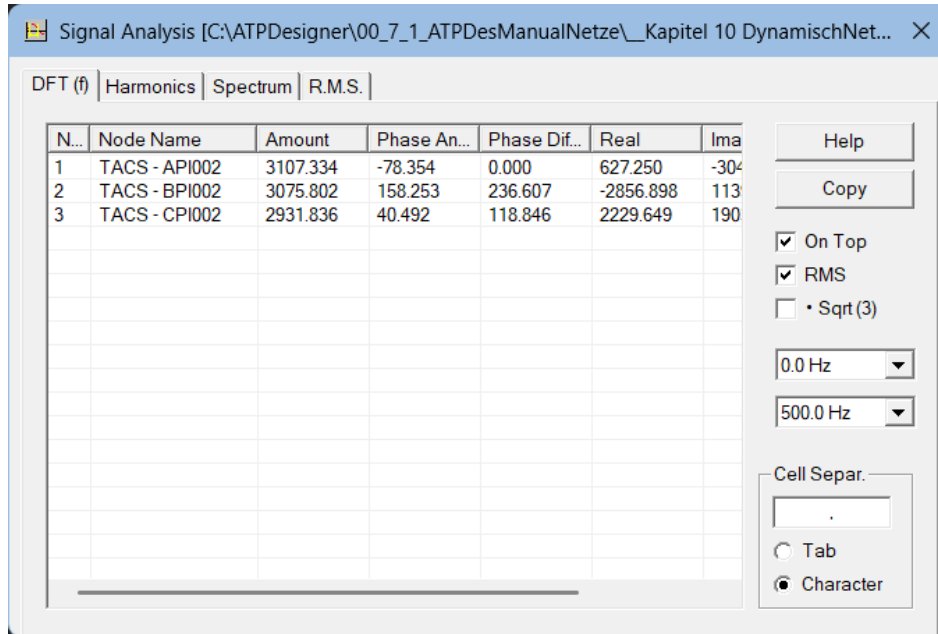 Signal Analysis [C:\ATPDesigner\00_7_1_ATPDesManualNetze\__Kapitel 10 DynamischNet...
DFT (f) Harmonics Spectrum R.M.S.
N... Node Name Amount Phase An... Phase Dif... Real Ima
1 TACS - API002 3107.334 -78.354 0.000 627.250 -304
2 TACS - BPI002 3075.802 158.253 236.607 -2856.898 113
3 TACS - CPI002 2931.836 40.492 118.846 2229.649 190
Help
Copy
On Top
RMS
· Sqrt (3)
0.0 Hz
500.0 Hz
Cell Separ.
.
Tab
Character